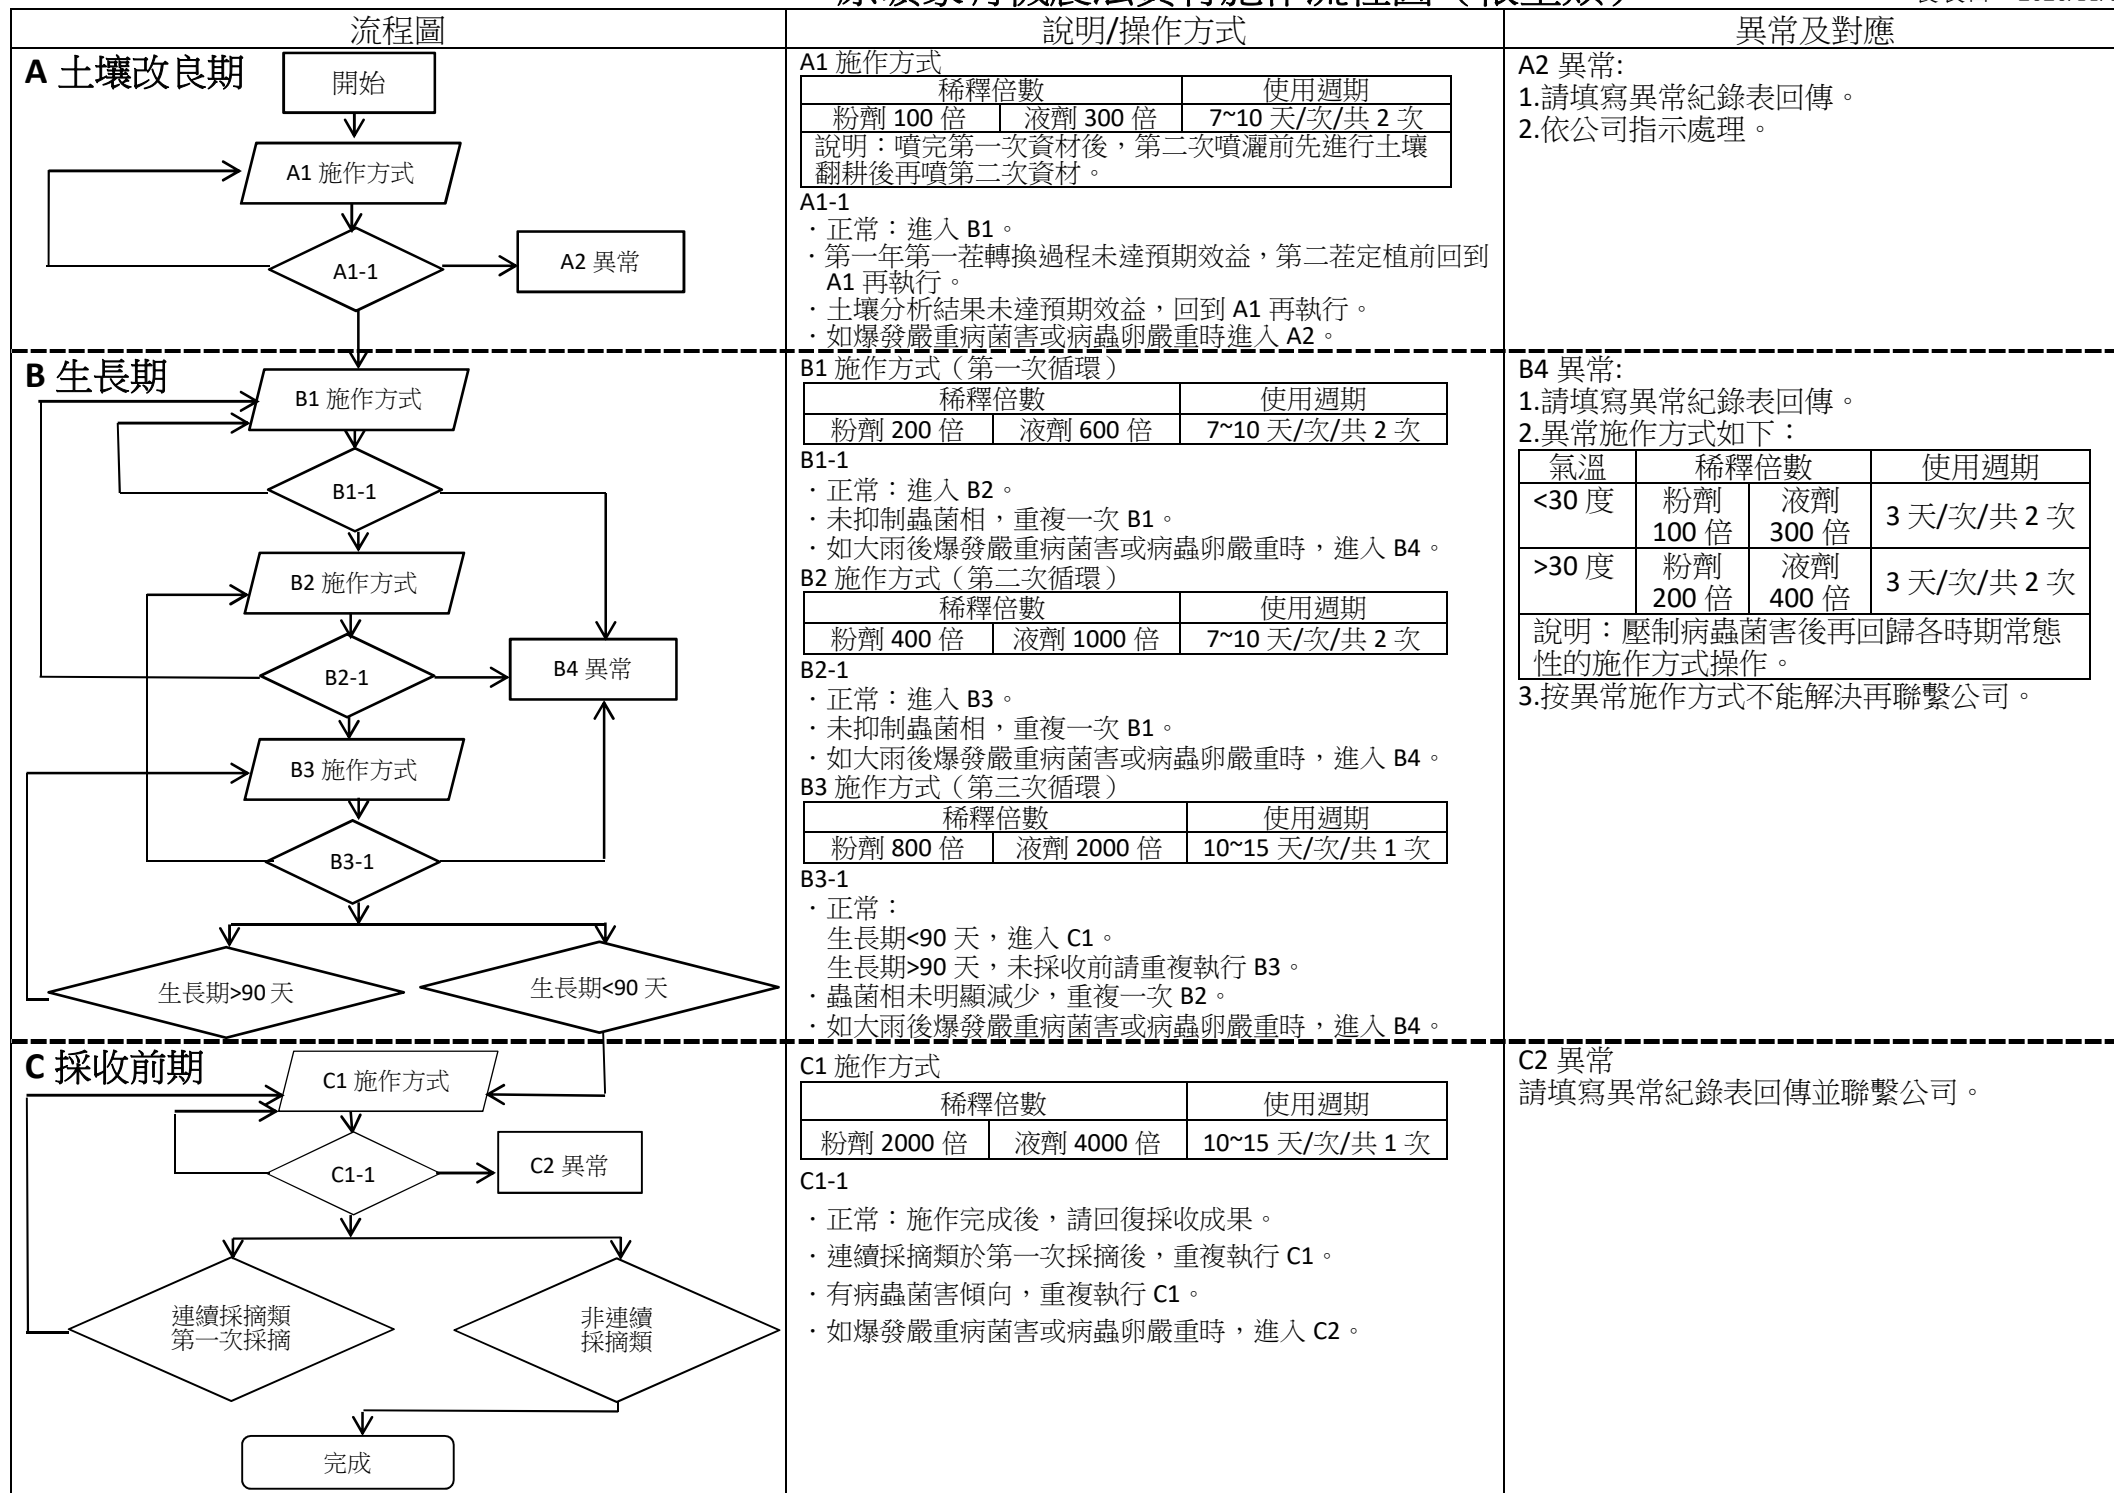 流程圖
說明/操作方式
異常及對應
A 土壤改良期
開始
A1 施作方式
A1-1
A2 異常
A1 施作方式
稀釋倍數
使用週期
粉劑 100 倍
液劑 300 倍
7~10 天/次/共 2 次
說明：噴完第一次資材後，第二次噴灑前先進行土壤
翻耕後再噴第二次資材。
A1-1
·正常：進入 B1。
·第一年第一茬轉換過程未達預期效益，第二茬定植前回到
A1 再執行。
·土壤分析結果未達預期效益，回到 A1 再執行。
·如爆發嚴重病菌害或病蟲卵嚴重時進入 A2。
A2 異常:
1.請填寫異常紀錄表回傳。
2.依公司指示處理。
B 生長期
B1 施作方式
B1-1
B2 施作方式
B2-1
B4 異常
B3 施作方式
B3-1
生長期>90 天
生長期<90 天
B1 施作方式（第一次循環）
稀釋倍數
使用週期
粉劑 200 倍
液劑 600 倍
7~10 天/次/共 2 次
B1-1
·正常：進入 B2。
·未抑制蟲菌相，重複一次 B1。
·如大雨後爆發嚴重病菌害或病蟲卵嚴重時，進入 B4。
B2 施作方式（第二次循環）
稀釋倍數
使用週期
粉劑 400 倍
液劑 1000 倍
7~10 天/次/共 2 次
B2-1
·正常：進入 B3。
·未抑制蟲菌相，重複一次 B1。
·如大雨後爆發嚴重病菌害或病蟲卵嚴重時，進入 B4。
B3 施作方式（第三次循環）
稀釋倍數
使用週期
粉劑 800 倍
液劑 2000 倍
10~15 天/次/共 1 次
B3-1
·正常：
生長期<90 天，進入 C1。
生長期>90 天，未採收前請重複執行 B3。
·蟲菌相未明顯減少，重複一次 B2。
·如大雨後爆發嚴重病菌害或病蟲卵嚴重時，進入 B4。
B4 異常:
1.請填寫異常紀錄表回傳。
2.異常施作方式如下：
氣溫
稀釋倍數
使用週期
<30 度
粉劑
100 倍
液劑
300 倍
3 天/次/共 2 次
>30 度
粉劑
200 倍
液劑
400 倍
3 天/次/共 2 次
說明：壓制病蟲菌害後再回歸各時期常態
性的施作方式操作。
3.按異常施作方式不能解決再聯繫公司。
C 採收前期
C1 施作方式
C1-1
C2 異常
連續採摘類
第一次採摘
非連續
採摘類
完成
C1 施作方式
稀釋倍數
使用週期
粉劑 2000 倍
液劑 4000 倍
10~15 天/次/共 1 次
C1-1
·正常：施作完成後，請回復採收成果。
·連續採摘類於第一次採摘後，重複執行 C1。
·有病蟲菌害傾向，重複執行 C1。
·如爆發嚴重病菌害或病蟲卵嚴重時，進入 C2。
C2 異常
請填寫異常紀錄表回傳並聯繫公司。